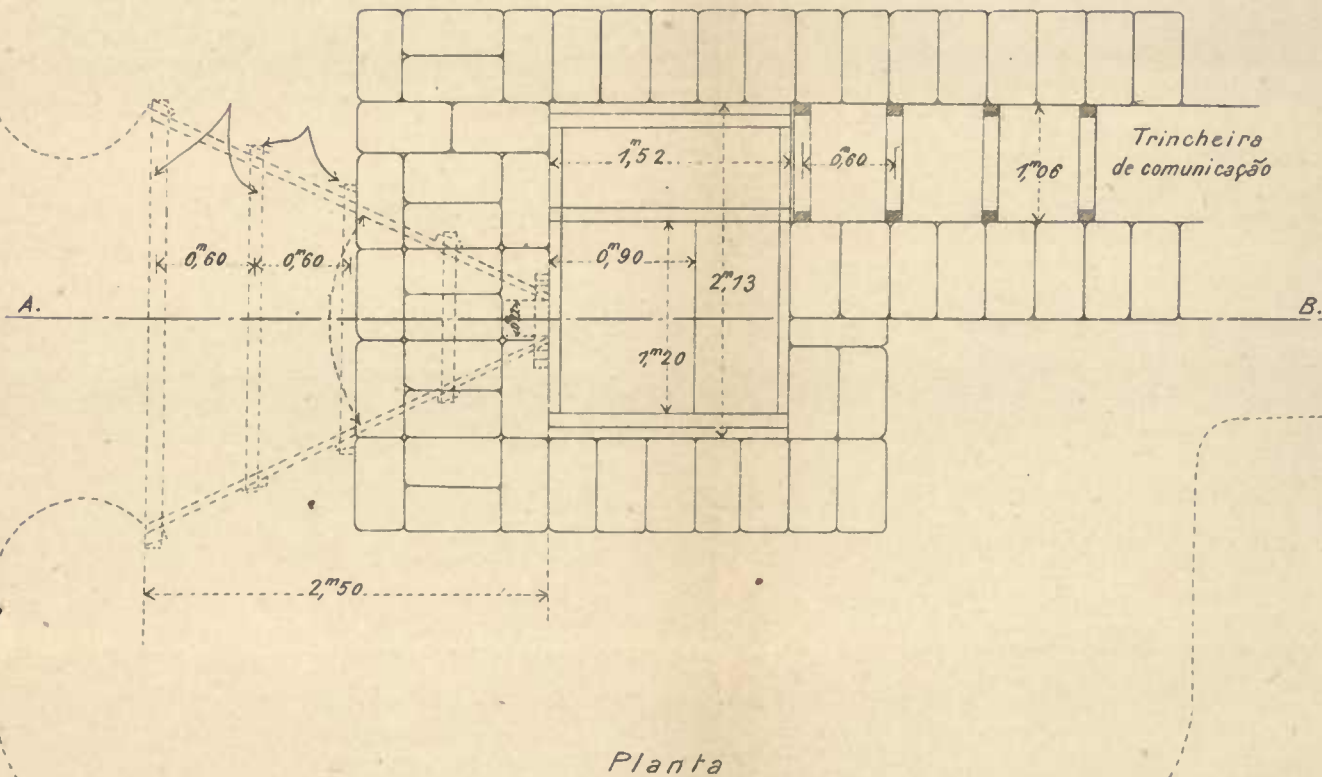 1,ᵐ52
0,ᵐ60
1,ᵐ06
Trincheira
de comunicação
0,ᵐ60
0,ᵐ60
0,ᵐ90
2,ᵐ13
A.
B.
1,ᵐ20
2,ᵐ50
Planta